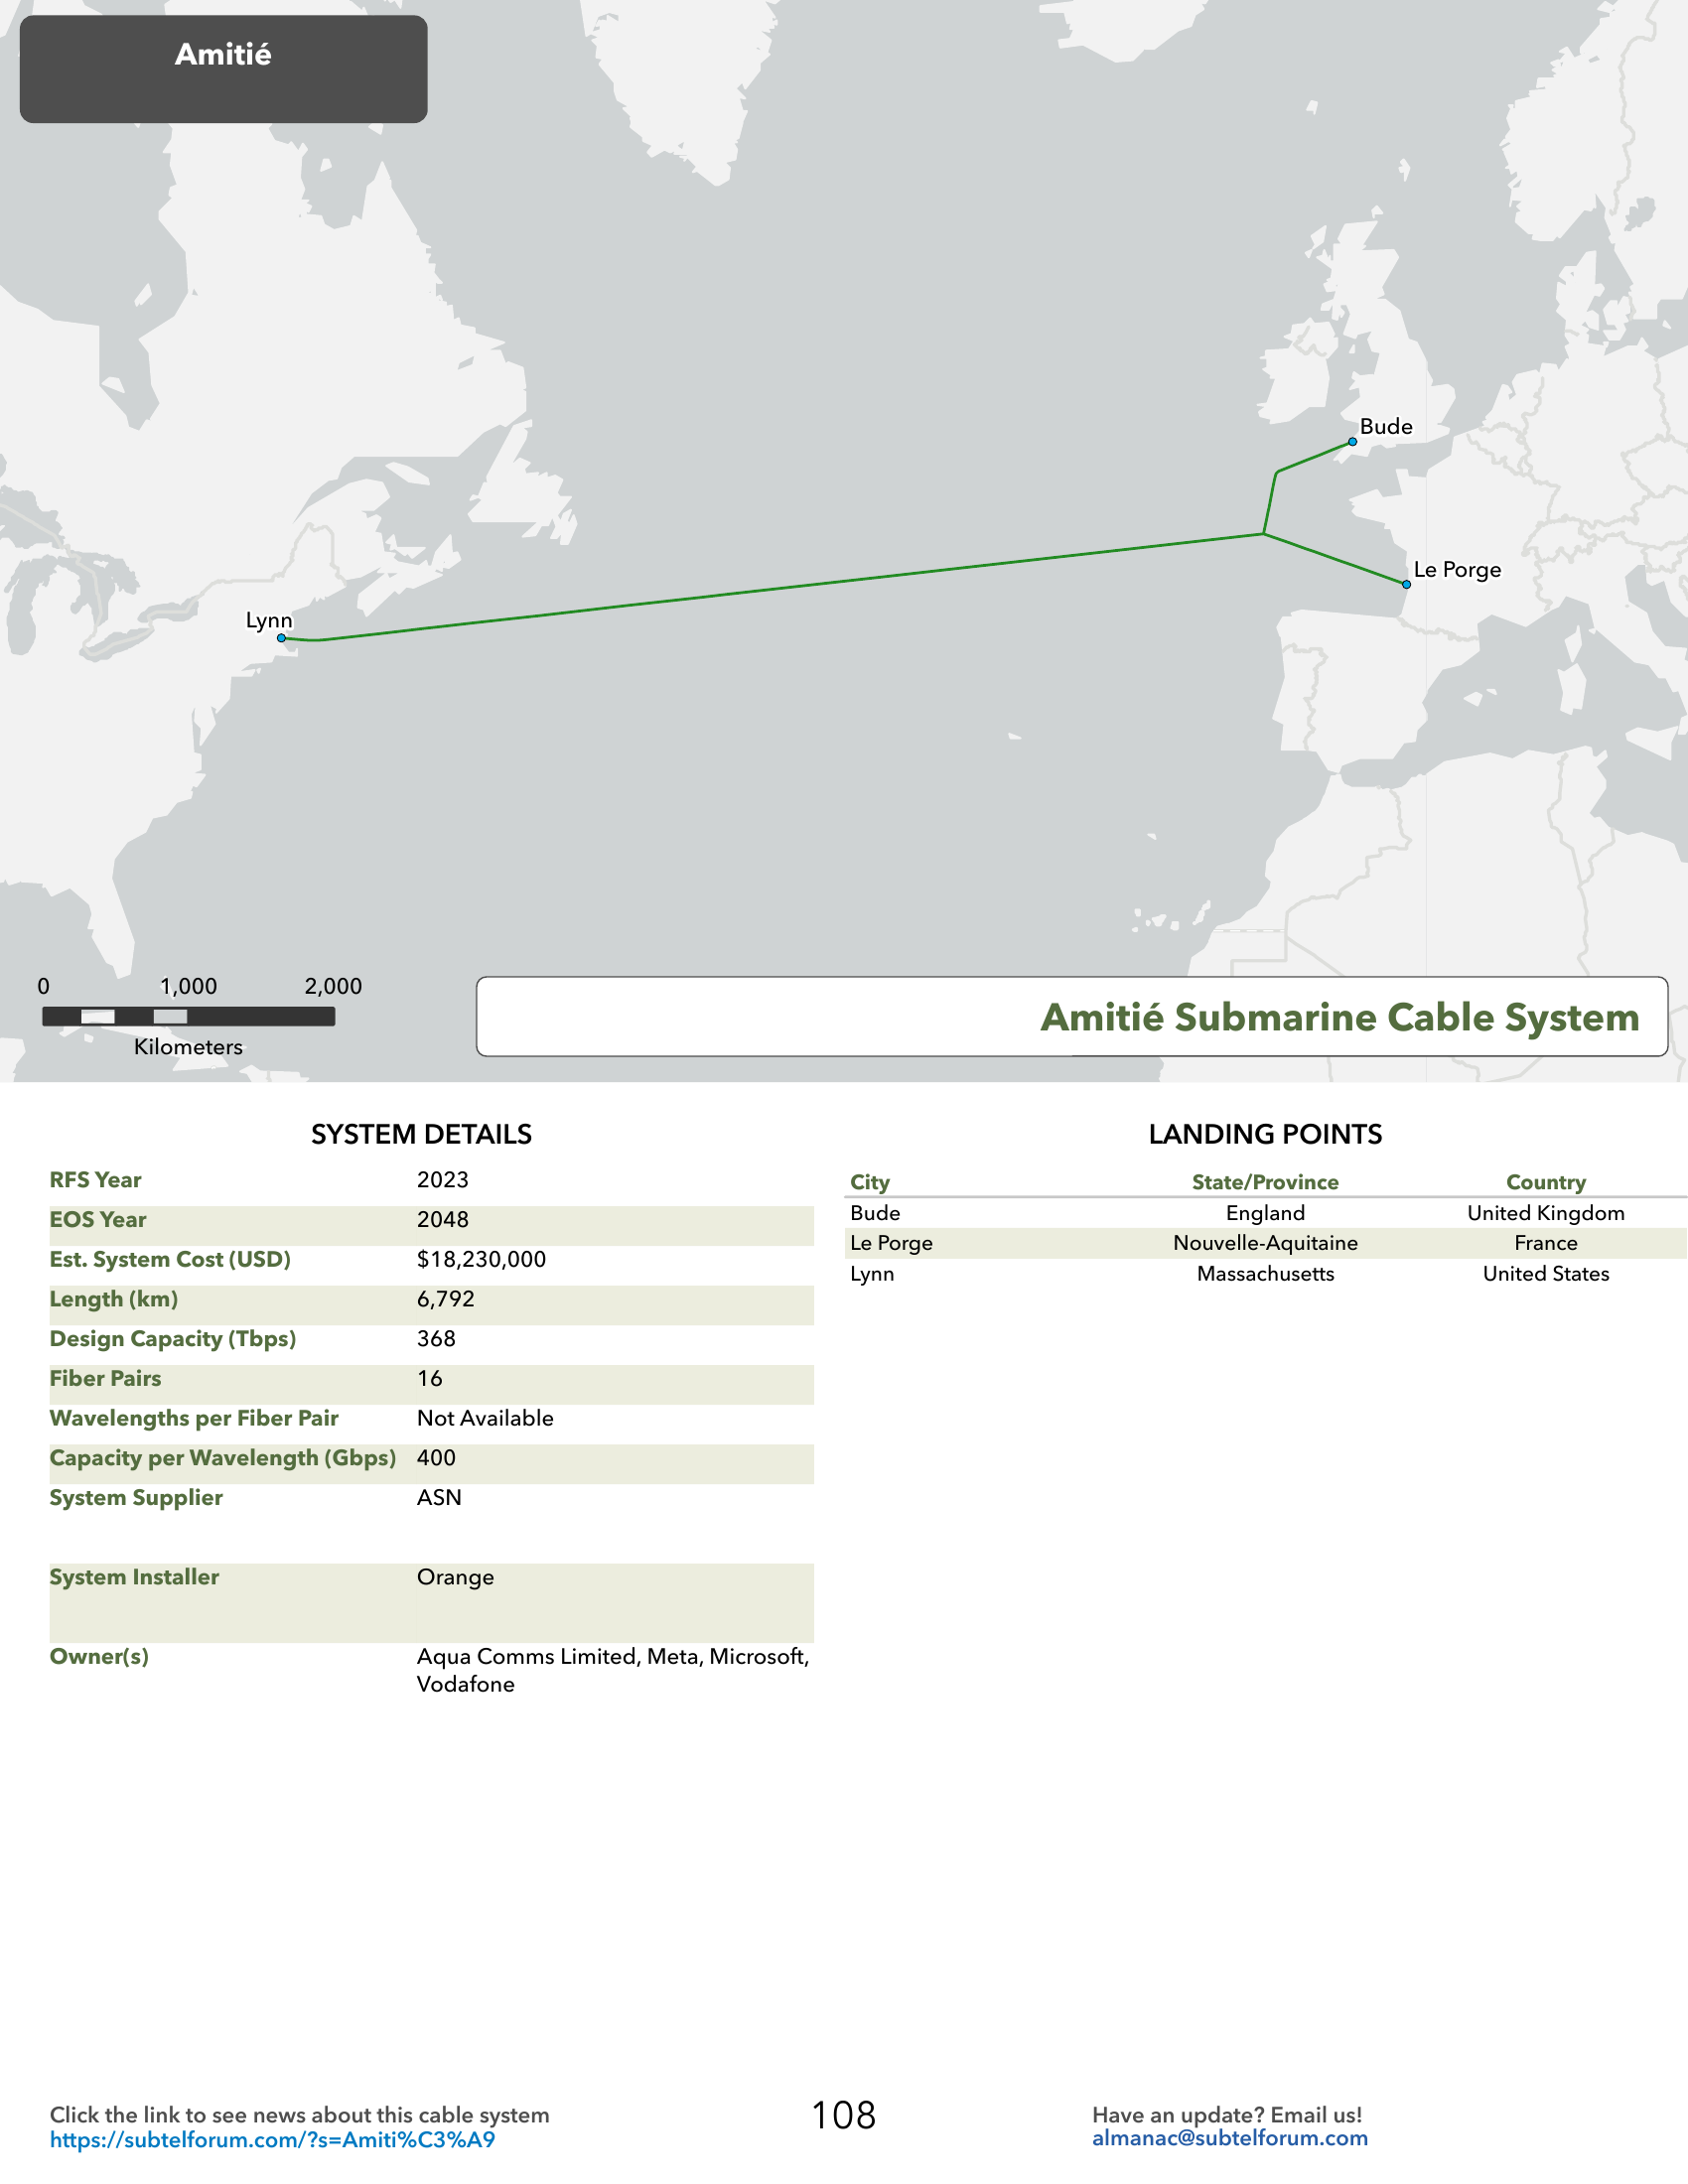 Amitié
Bude
Le Porge
Lynn
0 1,000 2,000
Kilometers
Amitié Submarine Cable System
SYSTEM DETAILS
RFS Year 2023
EOS Year 2048
Est. System Cost (USD) $18,230,000
Length (km) 6,792
Design Capacity (Tbps) 368
Fiber Pairs 16
Wavelengths per Fiber Pair Not Available
Capacity per Wavelength (Gbps) 400
System Supplier ASN
System Installer Orange
Owner(s) Aqua Comms Limited, Meta, Microsoft,
Vodafone
LANDING POINTS
City State/Province Country
Bude England United Kingdom
Le Porge Nouvelle-Aquitaine France
Lynn Massachusetts United States
Click the link to see news about this cable system
https://subtelforum.com/?s=Amiti%C3%A9
108
Have an update? Email us!
almanac@subtelforum.com